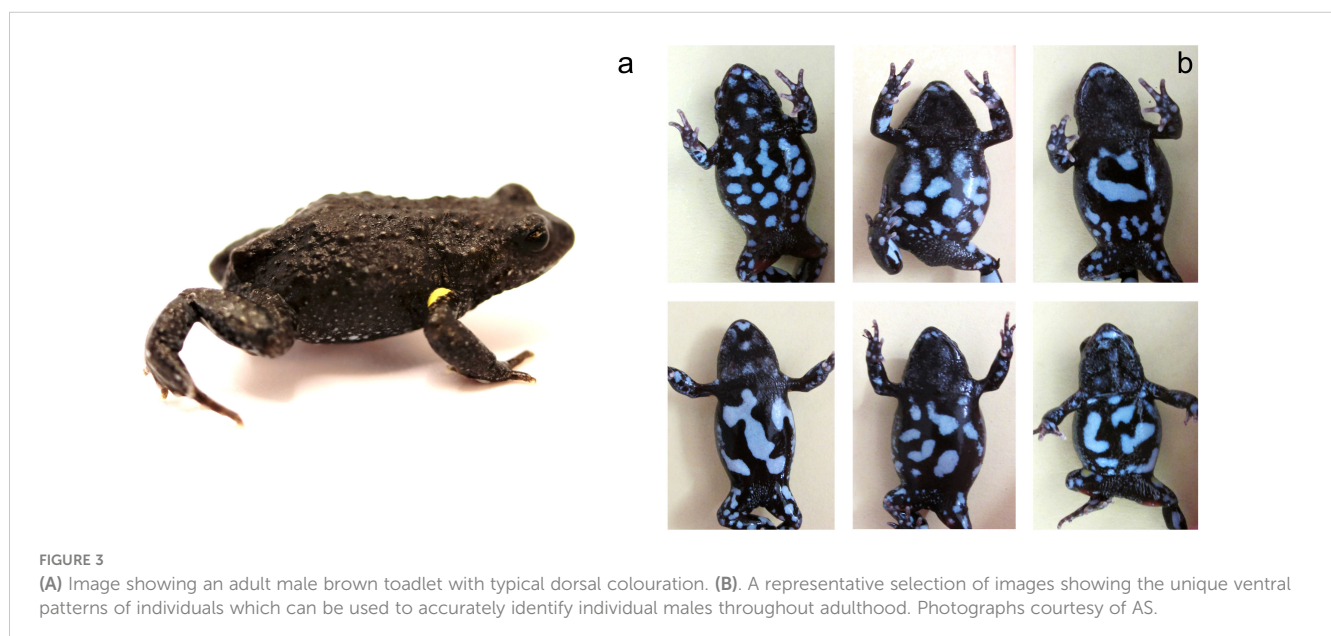 a
b
FIGURE 3
(A) Image showing an adult male brown toadlet with typical dorsal colouration. (B). A representative selection of images showing the unique ventral
patterns of individuals which can be used to accurately identify individual males throughout adulthood. Photographs courtesy of AS.